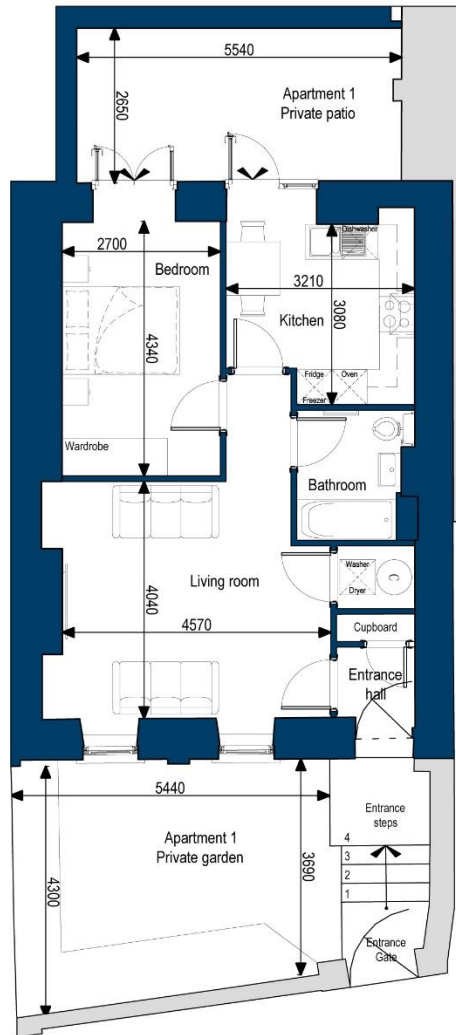 5540
2650
Apartment 1
Private patio
2700
Bedroom
4340
Wardrobe
Dishwasher
3210
3080
Kitchen
Fridge
Freezer
Oven
Bathroom
Living room
4040
4570
Washer
Dryer
C
Cupboard
Entrance
hall
5440
Apartment 1
Private garden
4300
3690
Entrance
steps
4
3
2
1
Entrance
Gate